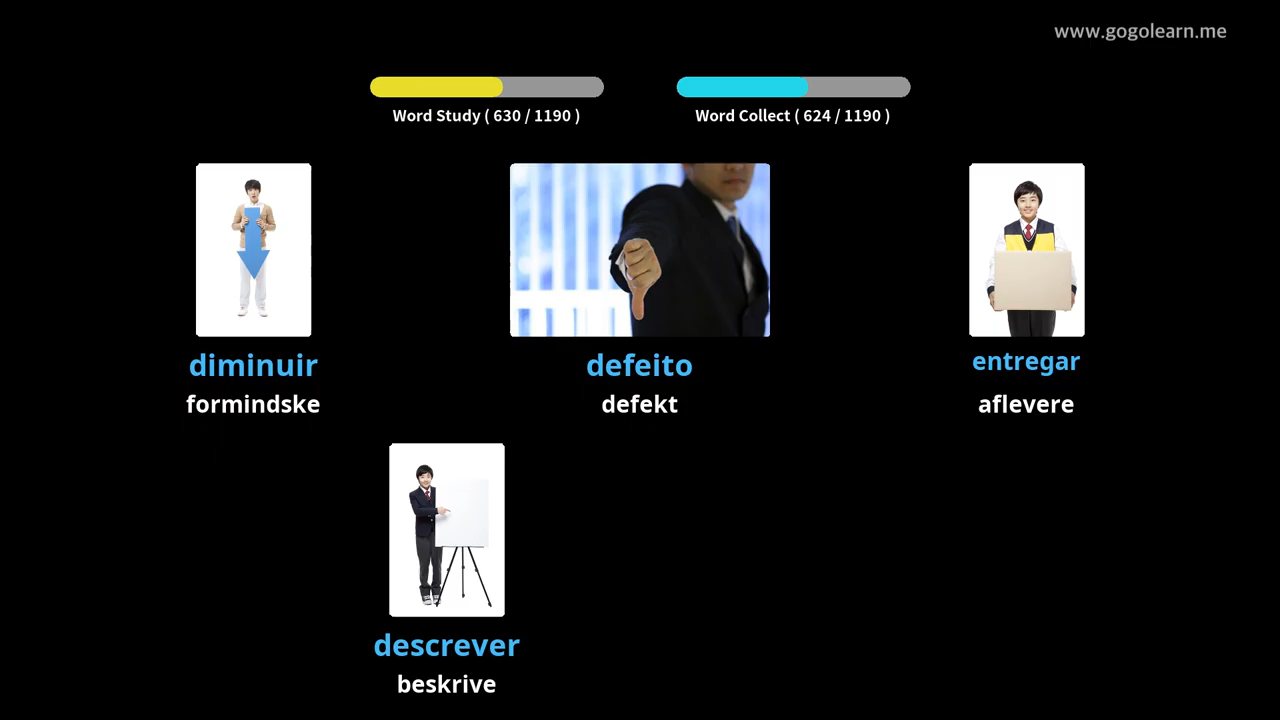 www.gogolearn.me
Word Study ( 630 / 1190 )
Word Collect ( 624 / 1190 )
diminuir
formindske
defeito
defekt
entregar
aflevere
descrever
beskrive